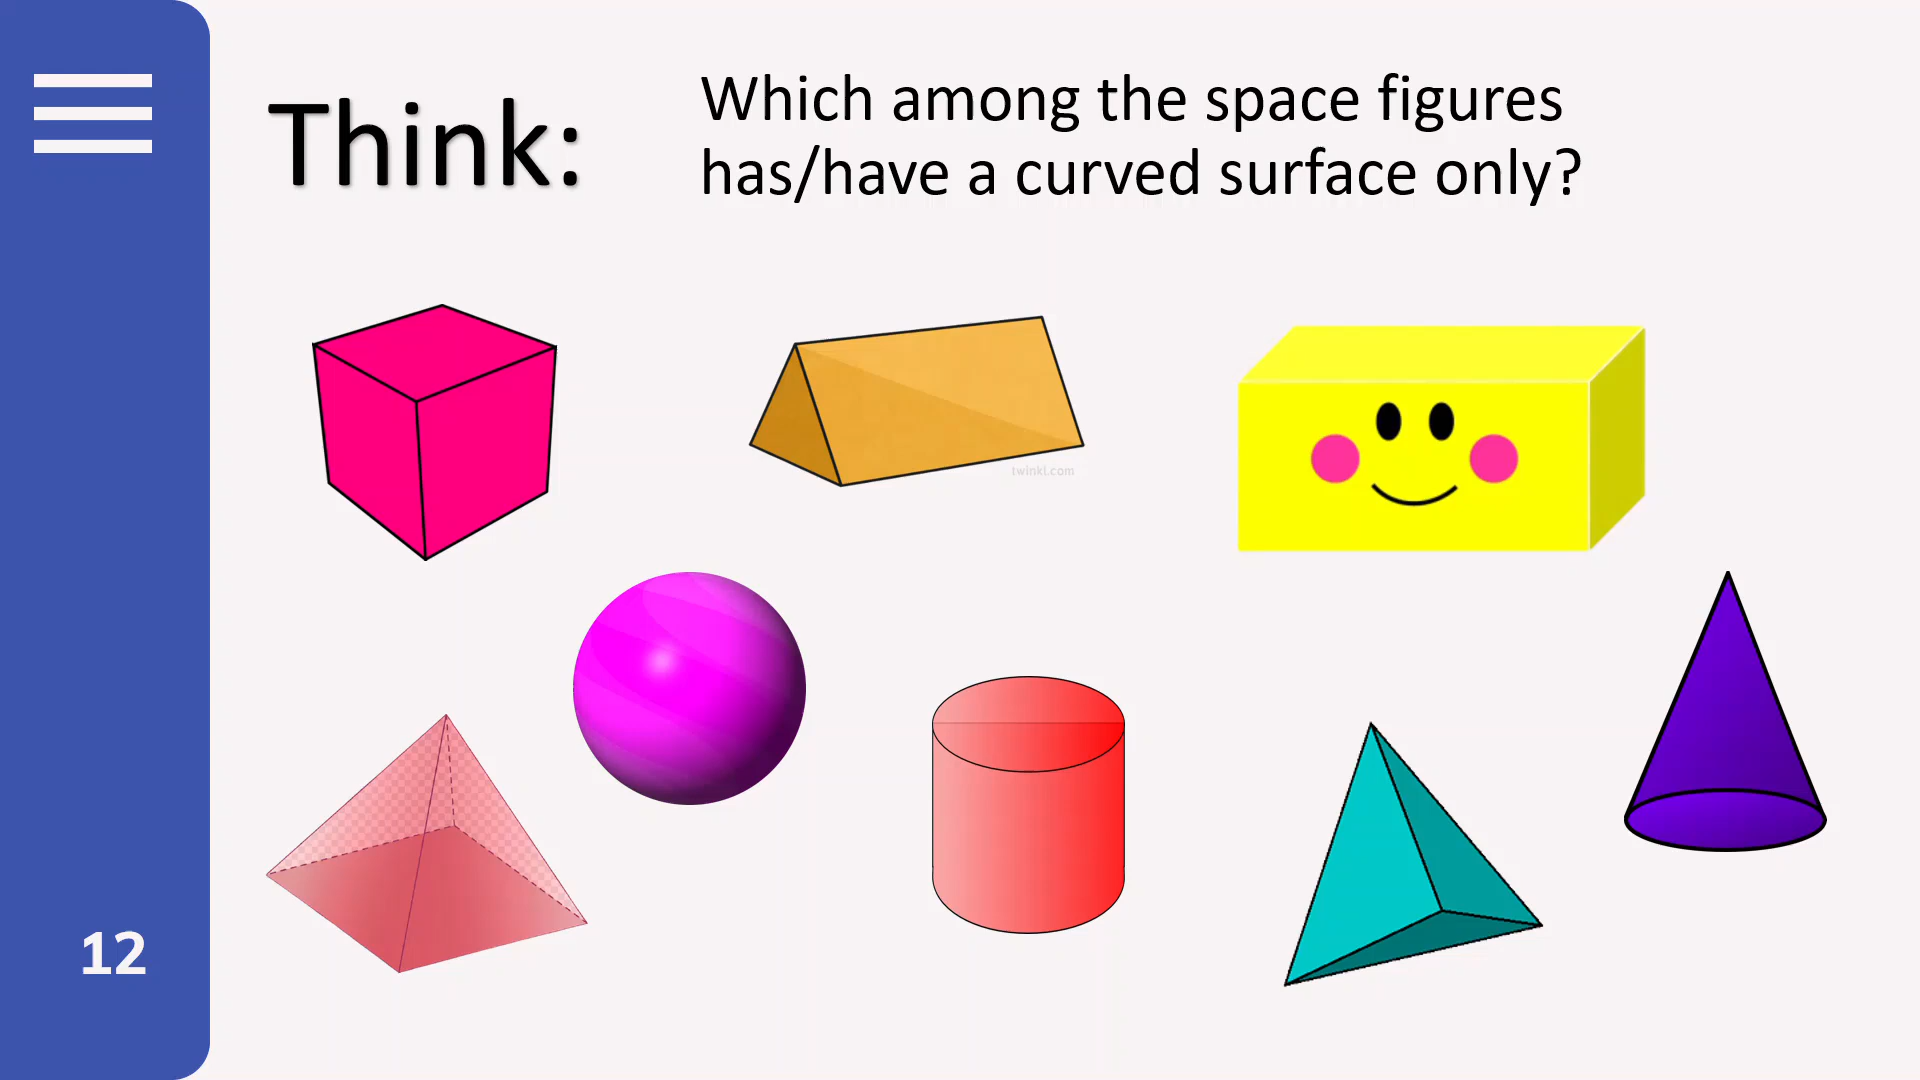 Think:
Which among the space figures
has/have a curved surface only?
twinkl.com
12